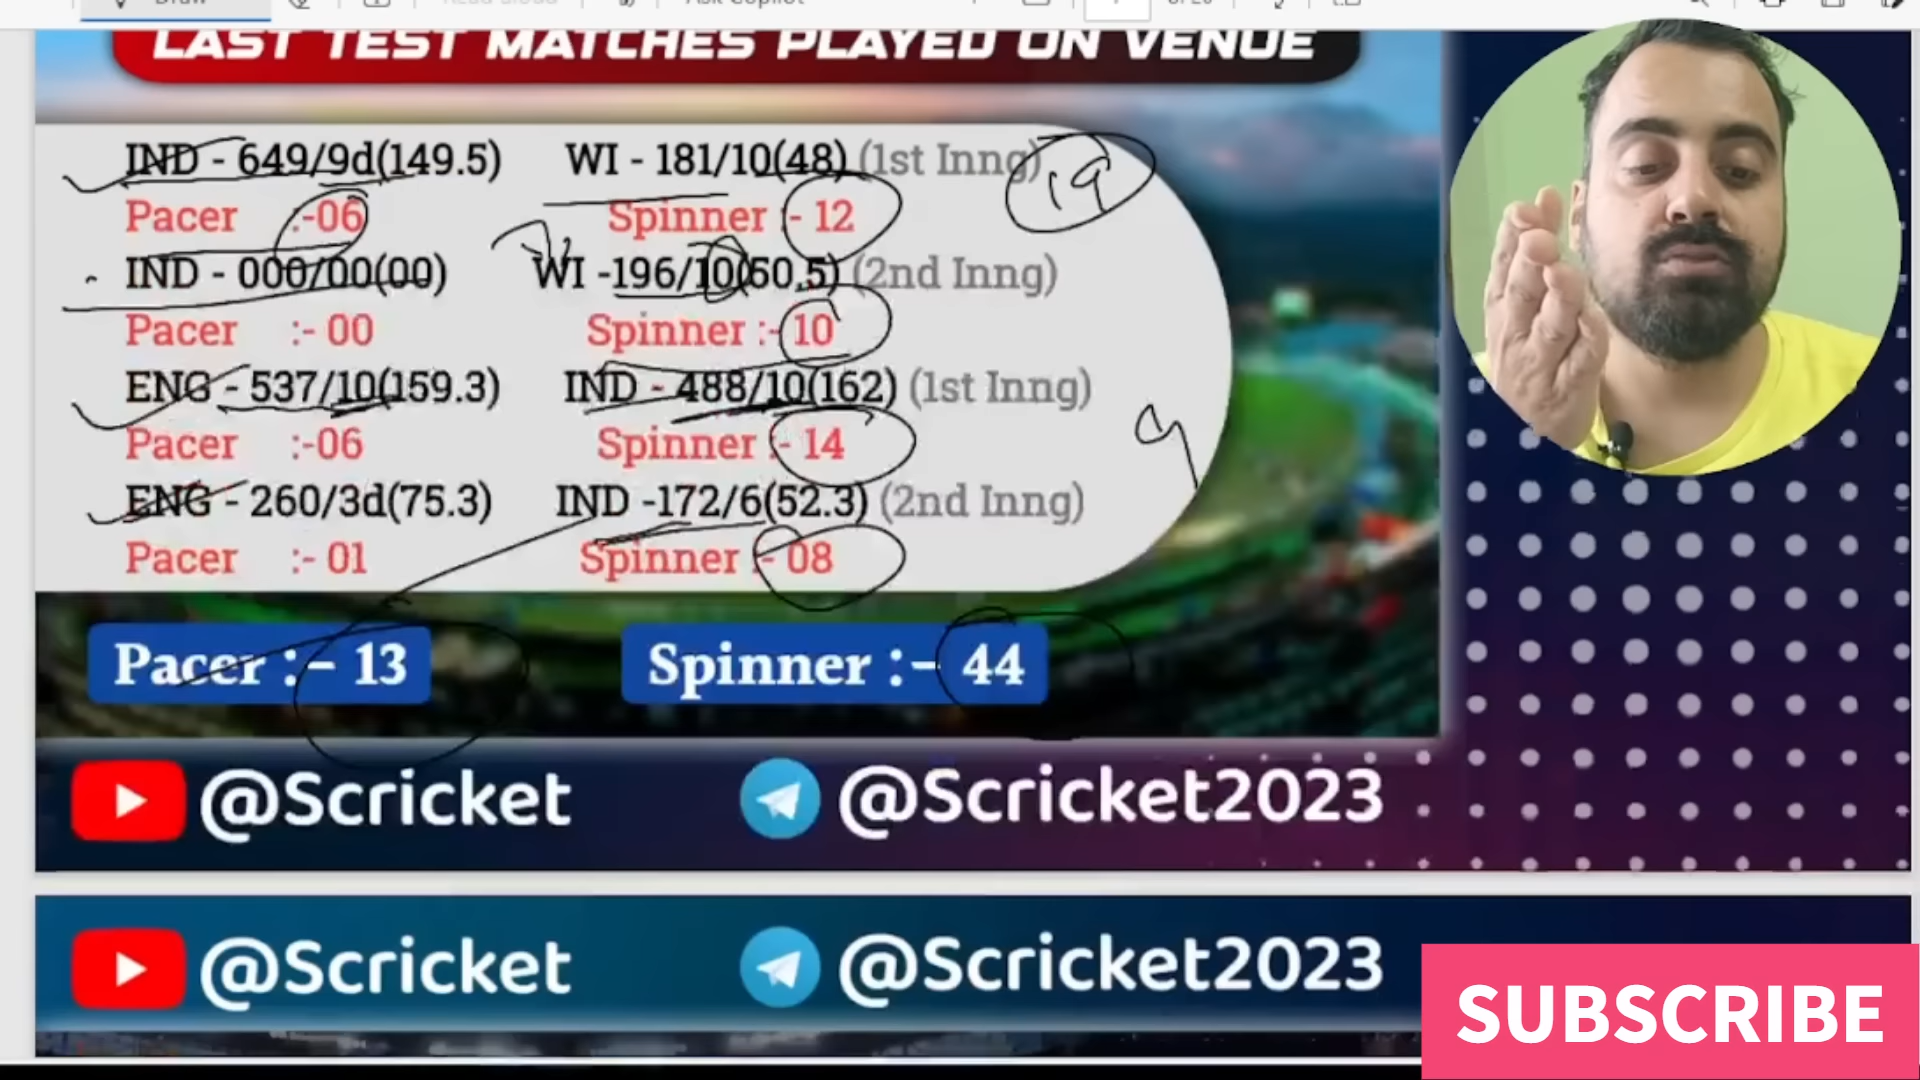 LAST TEST MATCHES PLAYED ON VENUE
IND - 649/9d(149.5) WI - 181/10(48) (1st Inng)
19
Pacer :-06 Spinner :- 12
IND - 000/00(00) WI -196/10(50,5) (2nd Inng)
Pacer :- 00 Spinner :- 10
ENG - 537/10(159.3) IND - 488/10(162) (1st Inng)
Pacer :-06 Spinner :- 14
ENG - 260/3d(75.3) IND -172/6(52.3) (2nd Inng)
Pacer :- 01 Spinner :- 08
Pacer :- 13 Spinner :- 44
@Scricket @Scricket2023
@Scricket @Scricket2023
SUBSCRIBE